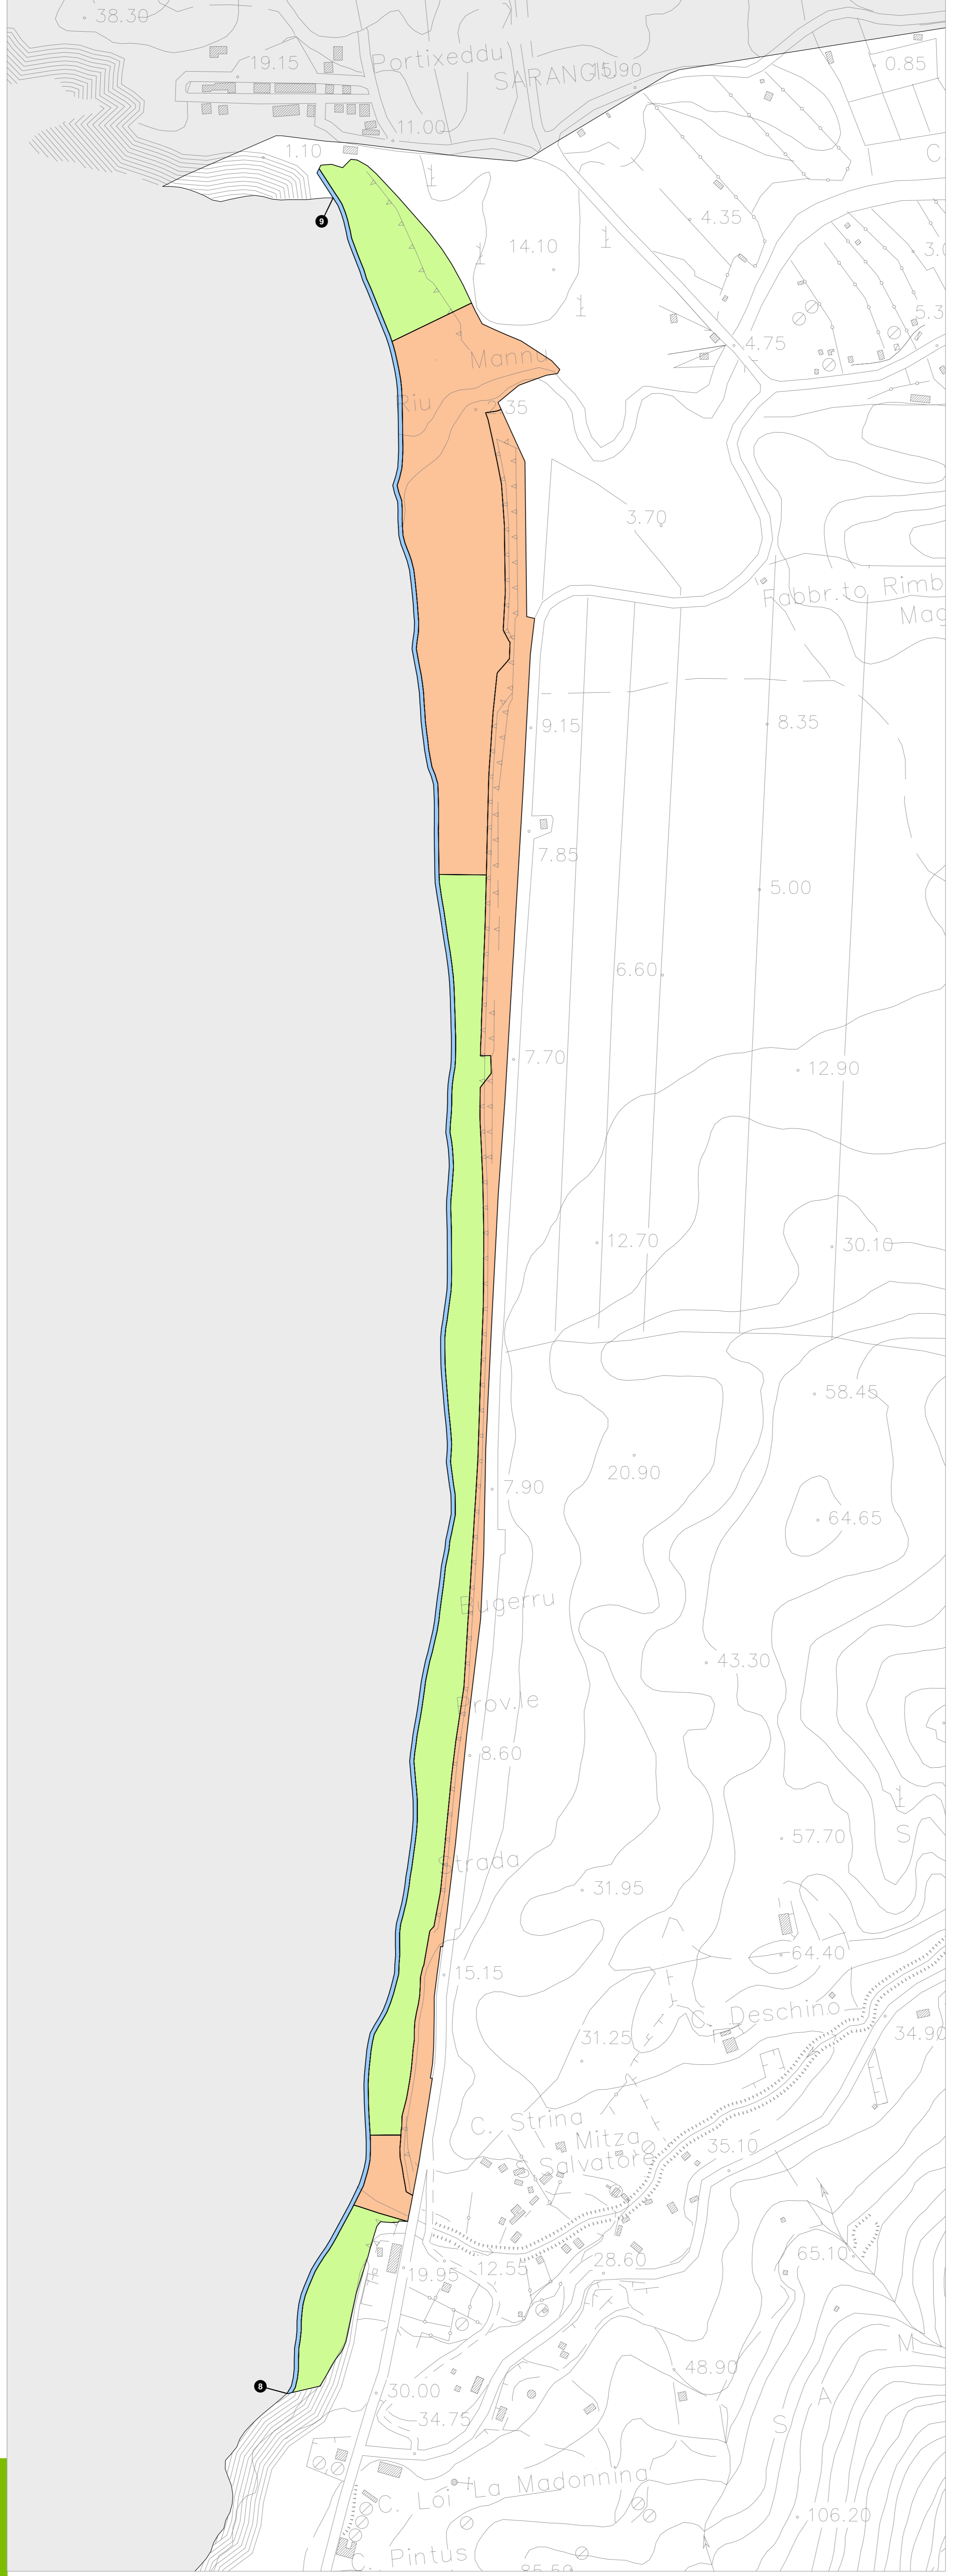 38.30
Portixeddu
19.15
SARANGIU
15.90
0.85
11.00
1.10
C
9
4.35
14.10
4.75
Mannu
Riu
3.70
Fabbr.to Rimb
Mag
9.15
8.35
7.85
5.00
6.60
7.70
12.90
12.70
30.10
58.45
20.90
7.90
64.65
Bugerru
43.30
Prov.le
8.60
57.70
S
Strada
31.95
64.40
15.15
C. Deschino
31.25
34.90
C. Strina
Mitza
35.10
S.Salvatore
65.10
28.60
12.55
19.95
M
48.90
8
30.00
A
34.75
S
La Madonnina
C. Loi
106.20
C. Pintus
85.50